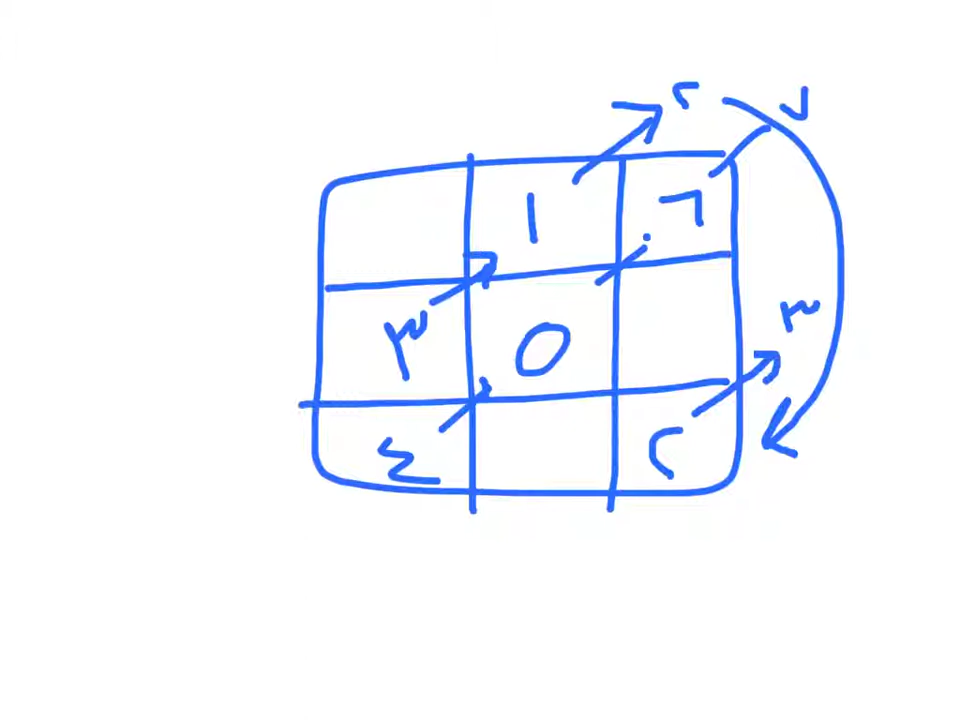 ٢ ٧
١ ٦
٣ ٥ ٣
٤ ٢